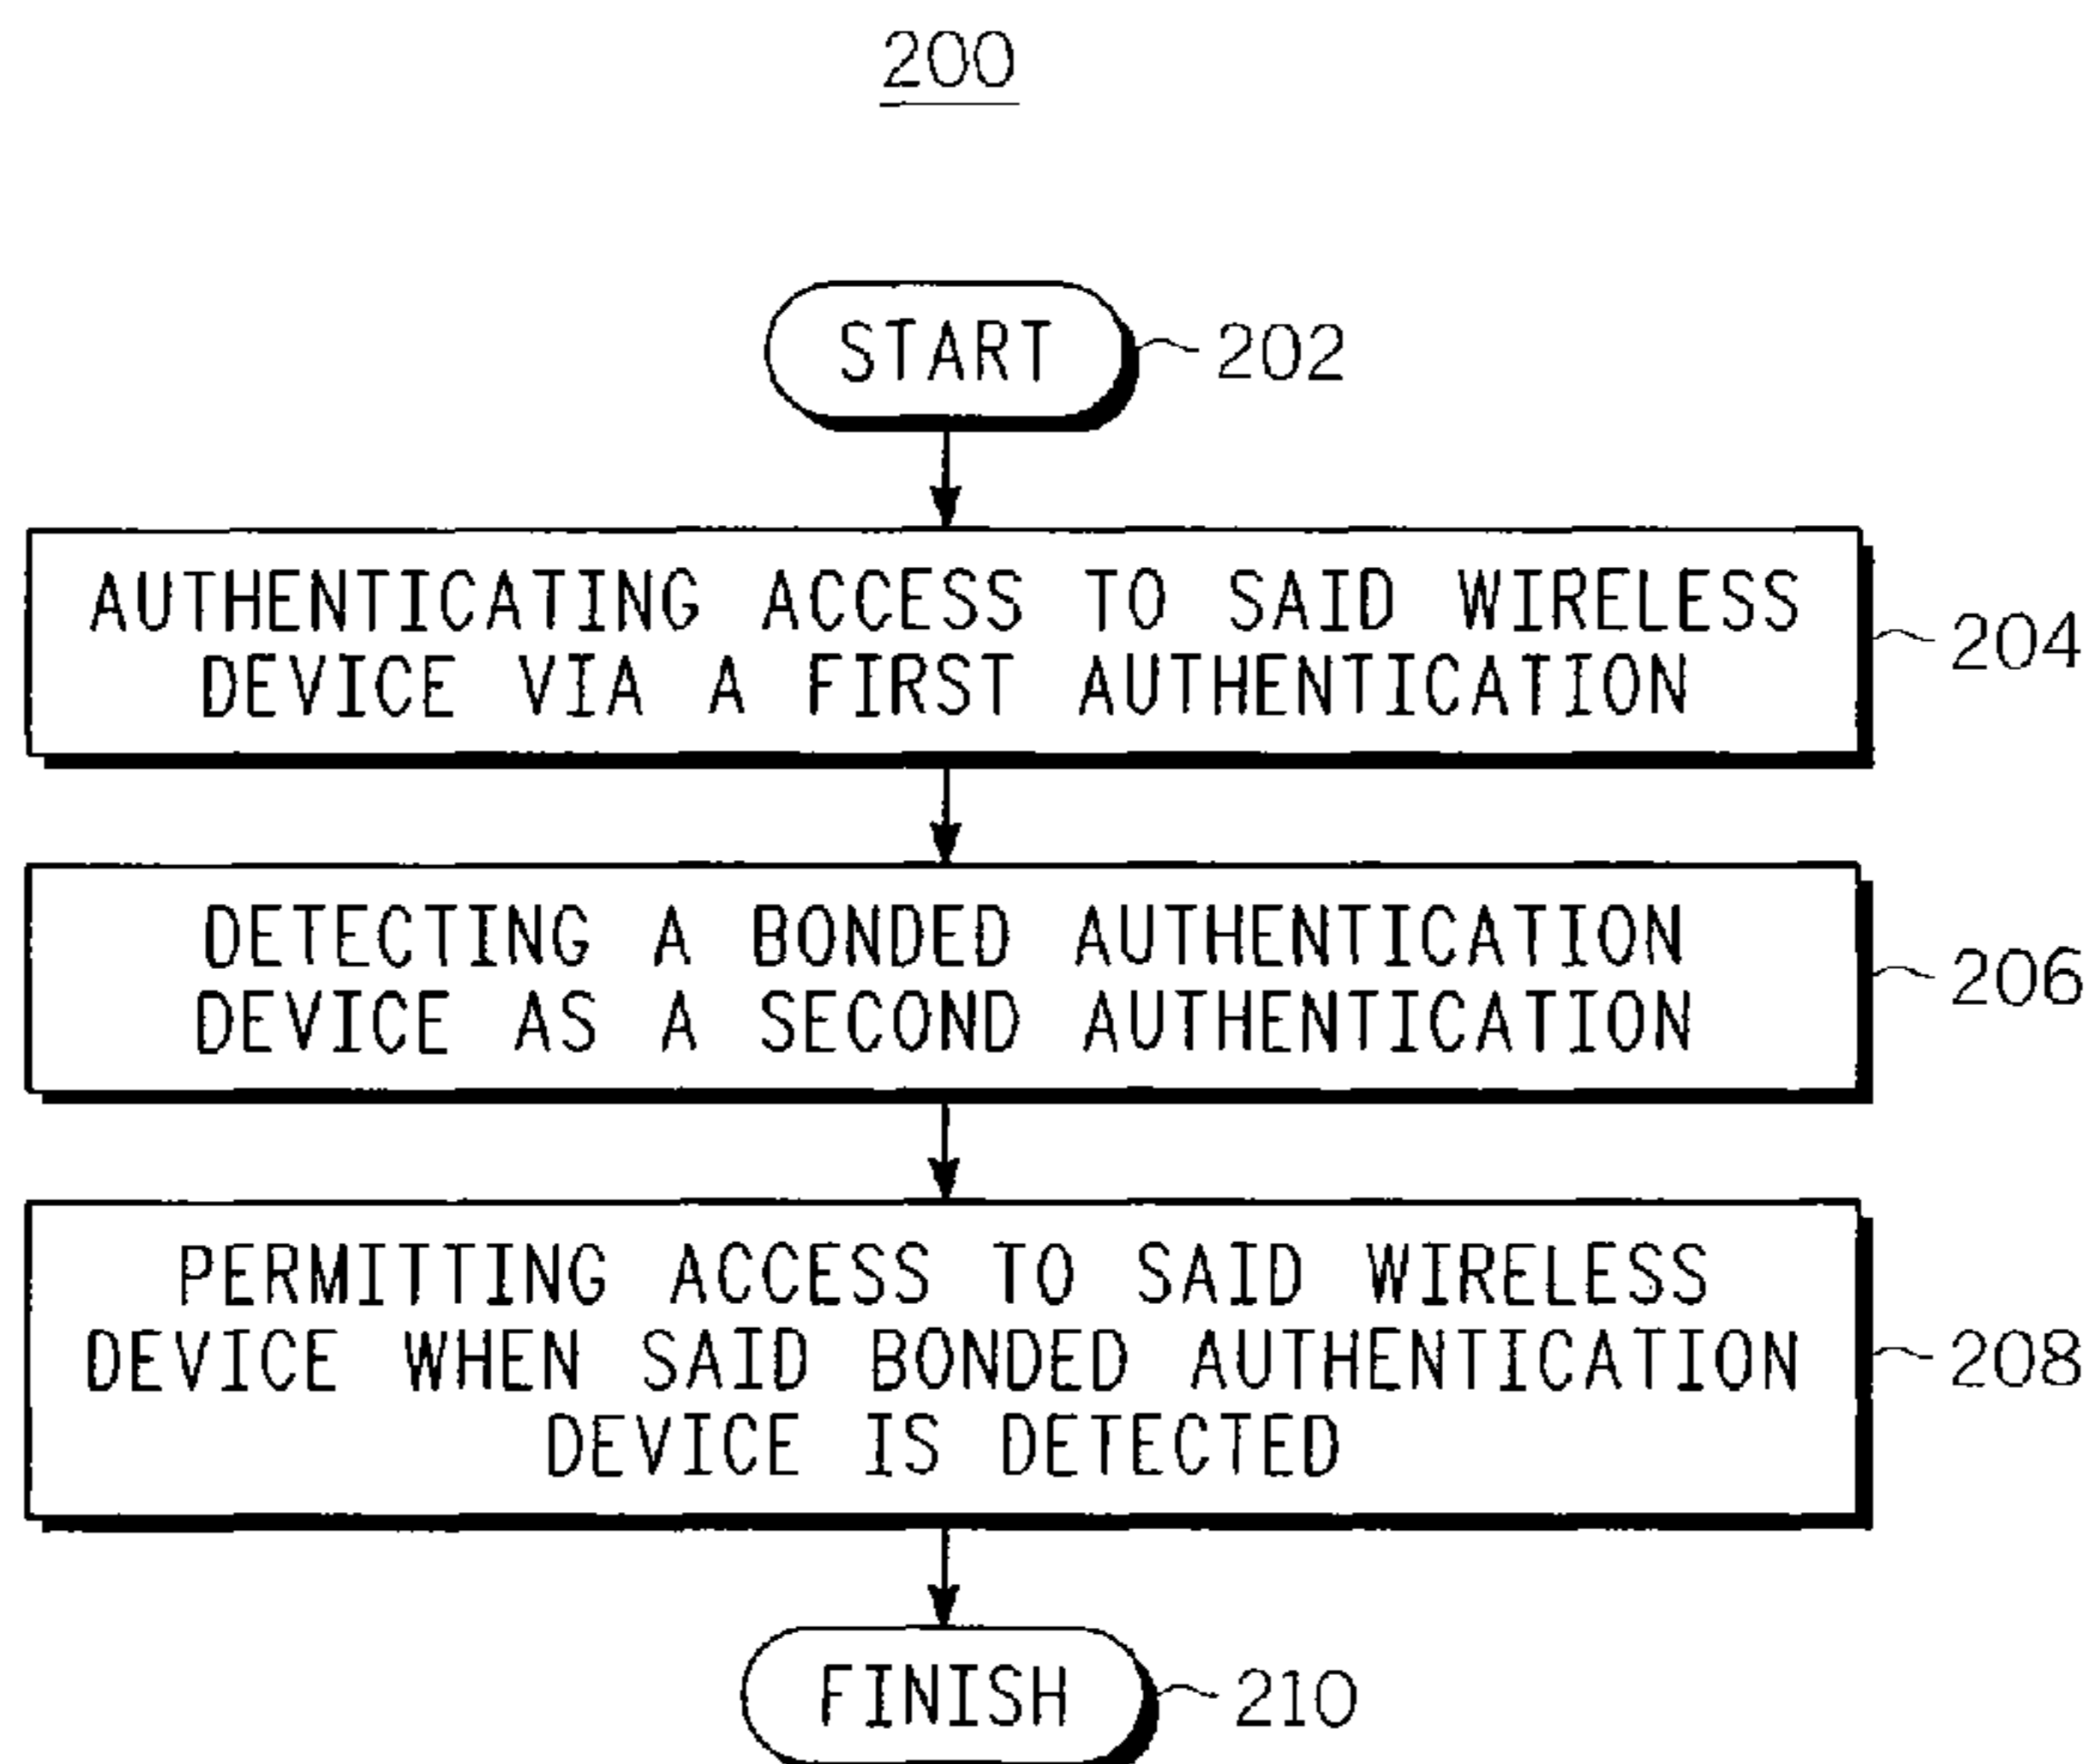 200
START
202
AUTHENTICATING ACCESS TO SAID WIRELESS
DEVICE VIA A FIRST AUTHENTICATION
204
DETECTING A BONDED AUTHENTICATION
DEVICE AS A SECOND AUTHENTICATION
206
PERMITTING ACCESS TO SAID WIRELESS
DEVICE WHEN SAID BONDED AUTHENTICATION
DEVICE IS DETECTED
208
FINISH
210